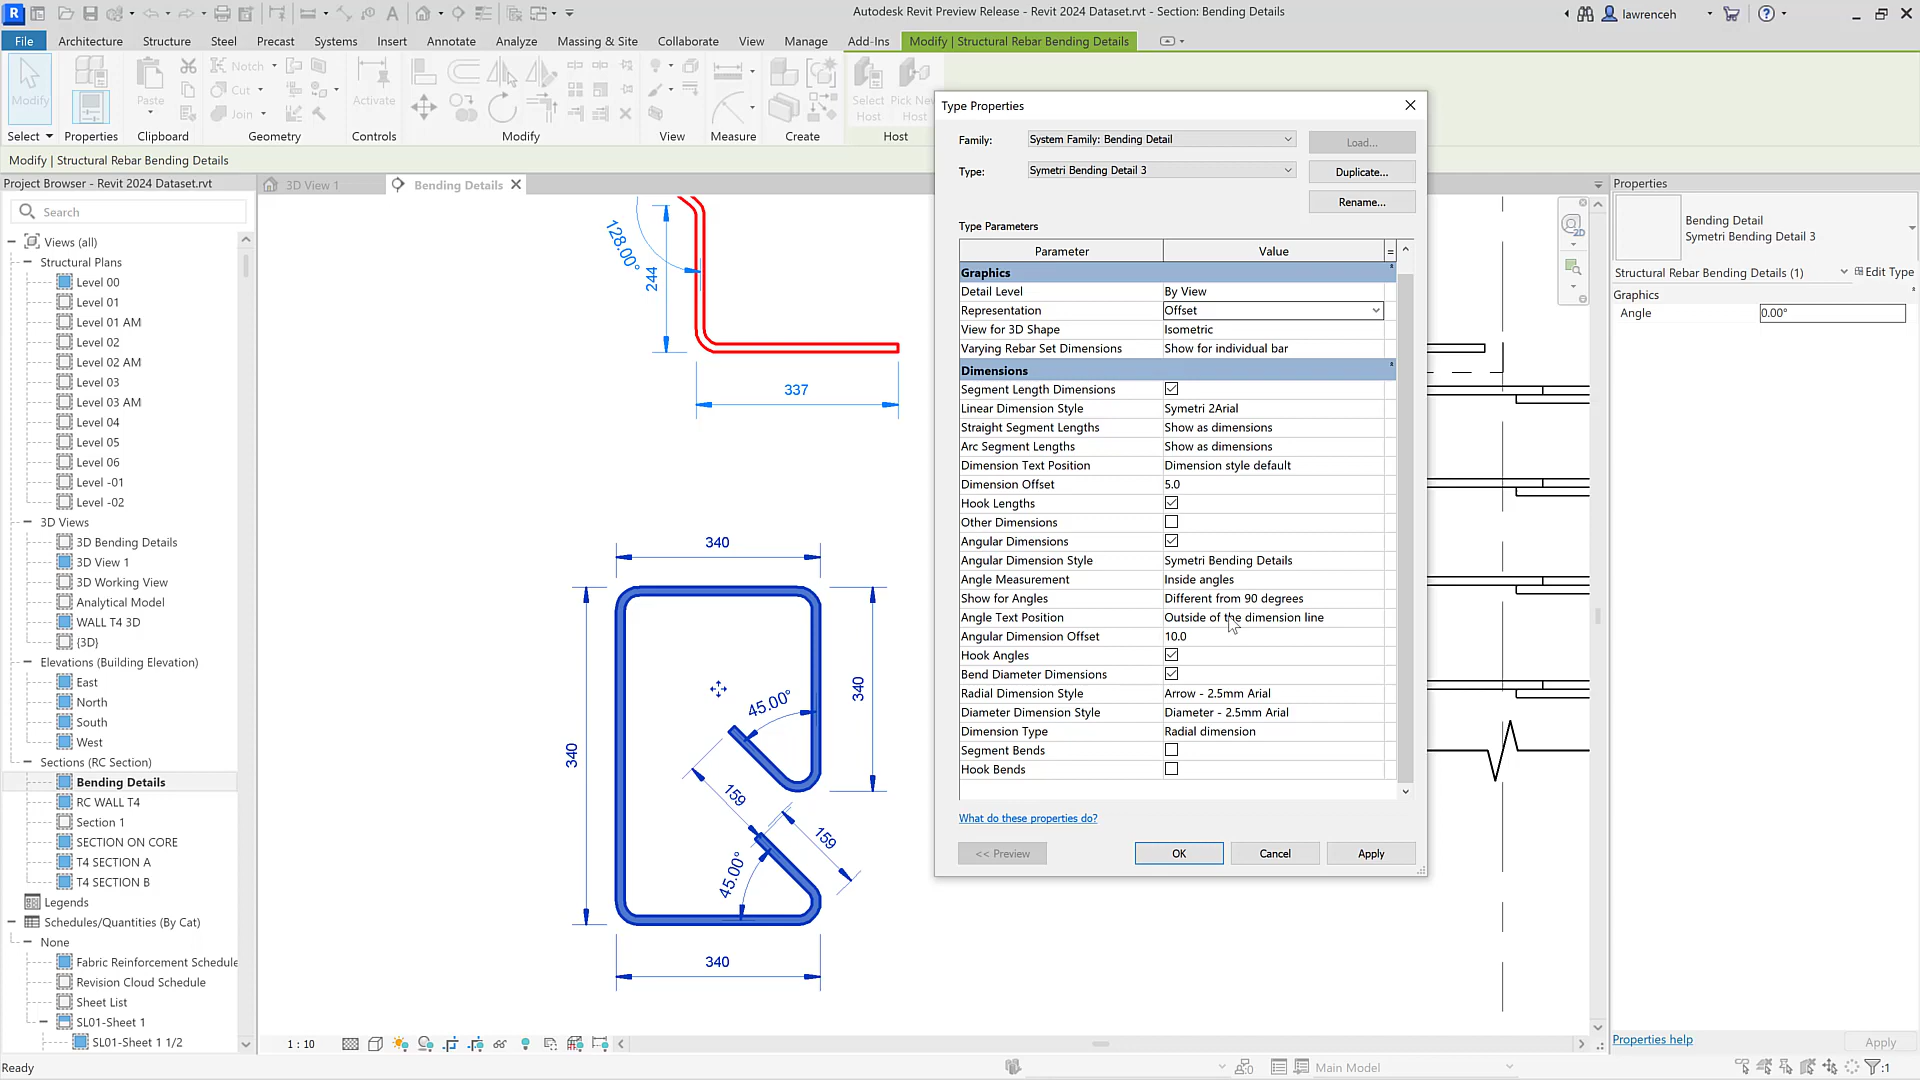 Autodesk Revit Preview Release - Revit 2024 Dataset.rvt - Section: Bending Details
lawrenceh
File
Architecture
Structure
Steel
Precast
Systems
Insert
Annotate
Analyze
Massing & Site
Collaborate
View
Manage
Add-Ins
Modify | Structural Rebar Bending Details
Modify
Paste
Notch
Cut
Join
Activate
Select Host
Pick New Host
Select
Properties
Clipboard
Geometry
Controls
Modify
View
Measure
Create
Host
Modify | Structural Rebar Bending Details
Project Browser - Revit 2024 Dataset.rvt
Search
Views (all)
Structural Plans
Level 00
Level 01
Level 01 AM
Level 02
Level 02 AM
Level 03
Level 03 AM
Level 04
Level 05
Level 06
Level -01
Level -02
3D Views
3D Bending Details
3D View 1
3D Working View
Analytical Model
WALL T4 3D
{3D}
Elevations (Building Elevation)
East
North
South
West
Sections (RC Section)
Bending Details
RC WALL T4
Section 1
SECTION ON CORE
T4 SECTION A
T4 SECTION B
Legends
Schedules/Quantities (By Cat)
None
Fabric Reinforcement Schedule
Revision Cloud Schedule
Sheet List
SL01-Sheet 1
SL01-Sheet 1 1/2
3D View 1
Bending Details
128.00°
244
337
340
340
340
45.00°
159
159
45.00°
340
1 : 10
Type Properties
Family:
System Family: Bending Detail
Load...
Type:
Symetri Bending Detail 3
Duplicate...
Rename...
Type Parameters
Parameter Value =
Graphics
Detail Level By View
Representation Offset
View for 3D Shape Isometric
Varying Rebar Set Dimensions Show for individual bar
Dimensions
Segment Length Dimensions
Linear Dimension Style Symetri 2Arial
Straight Segment Lengths Show as dimensions
Arc Segment Lengths Show as dimensions
Dimension Text Position Dimension style default
Dimension Offset 5.0
Hook Lengths
Other Dimensions
Angular Dimensions
Angular Dimension Style Symetri Bending Details
Angle Measurement Inside angles
Show for Angles Different from 90 degrees
Angle Text Position Outside of the dimension line
Angular Dimension Offset 10.0
Hook Angles
Bend Diameter Dimensions
Radial Dimension Style Arrow - 2.5mm Arial
Diameter Dimension Style Diameter - 2.5mm Arial
Dimension Type Radial dimension
Segment Bends
Hook Bends
What do these properties do?
<< Preview
OK
Cancel
Apply
2D
Properties
Bending Detail
Symetri Bending Detail 3
Structural Rebar Bending Details (1)
Edit Type
Graphics
Angle 0.00°
Properties help
Apply
Ready
Main Model
:1